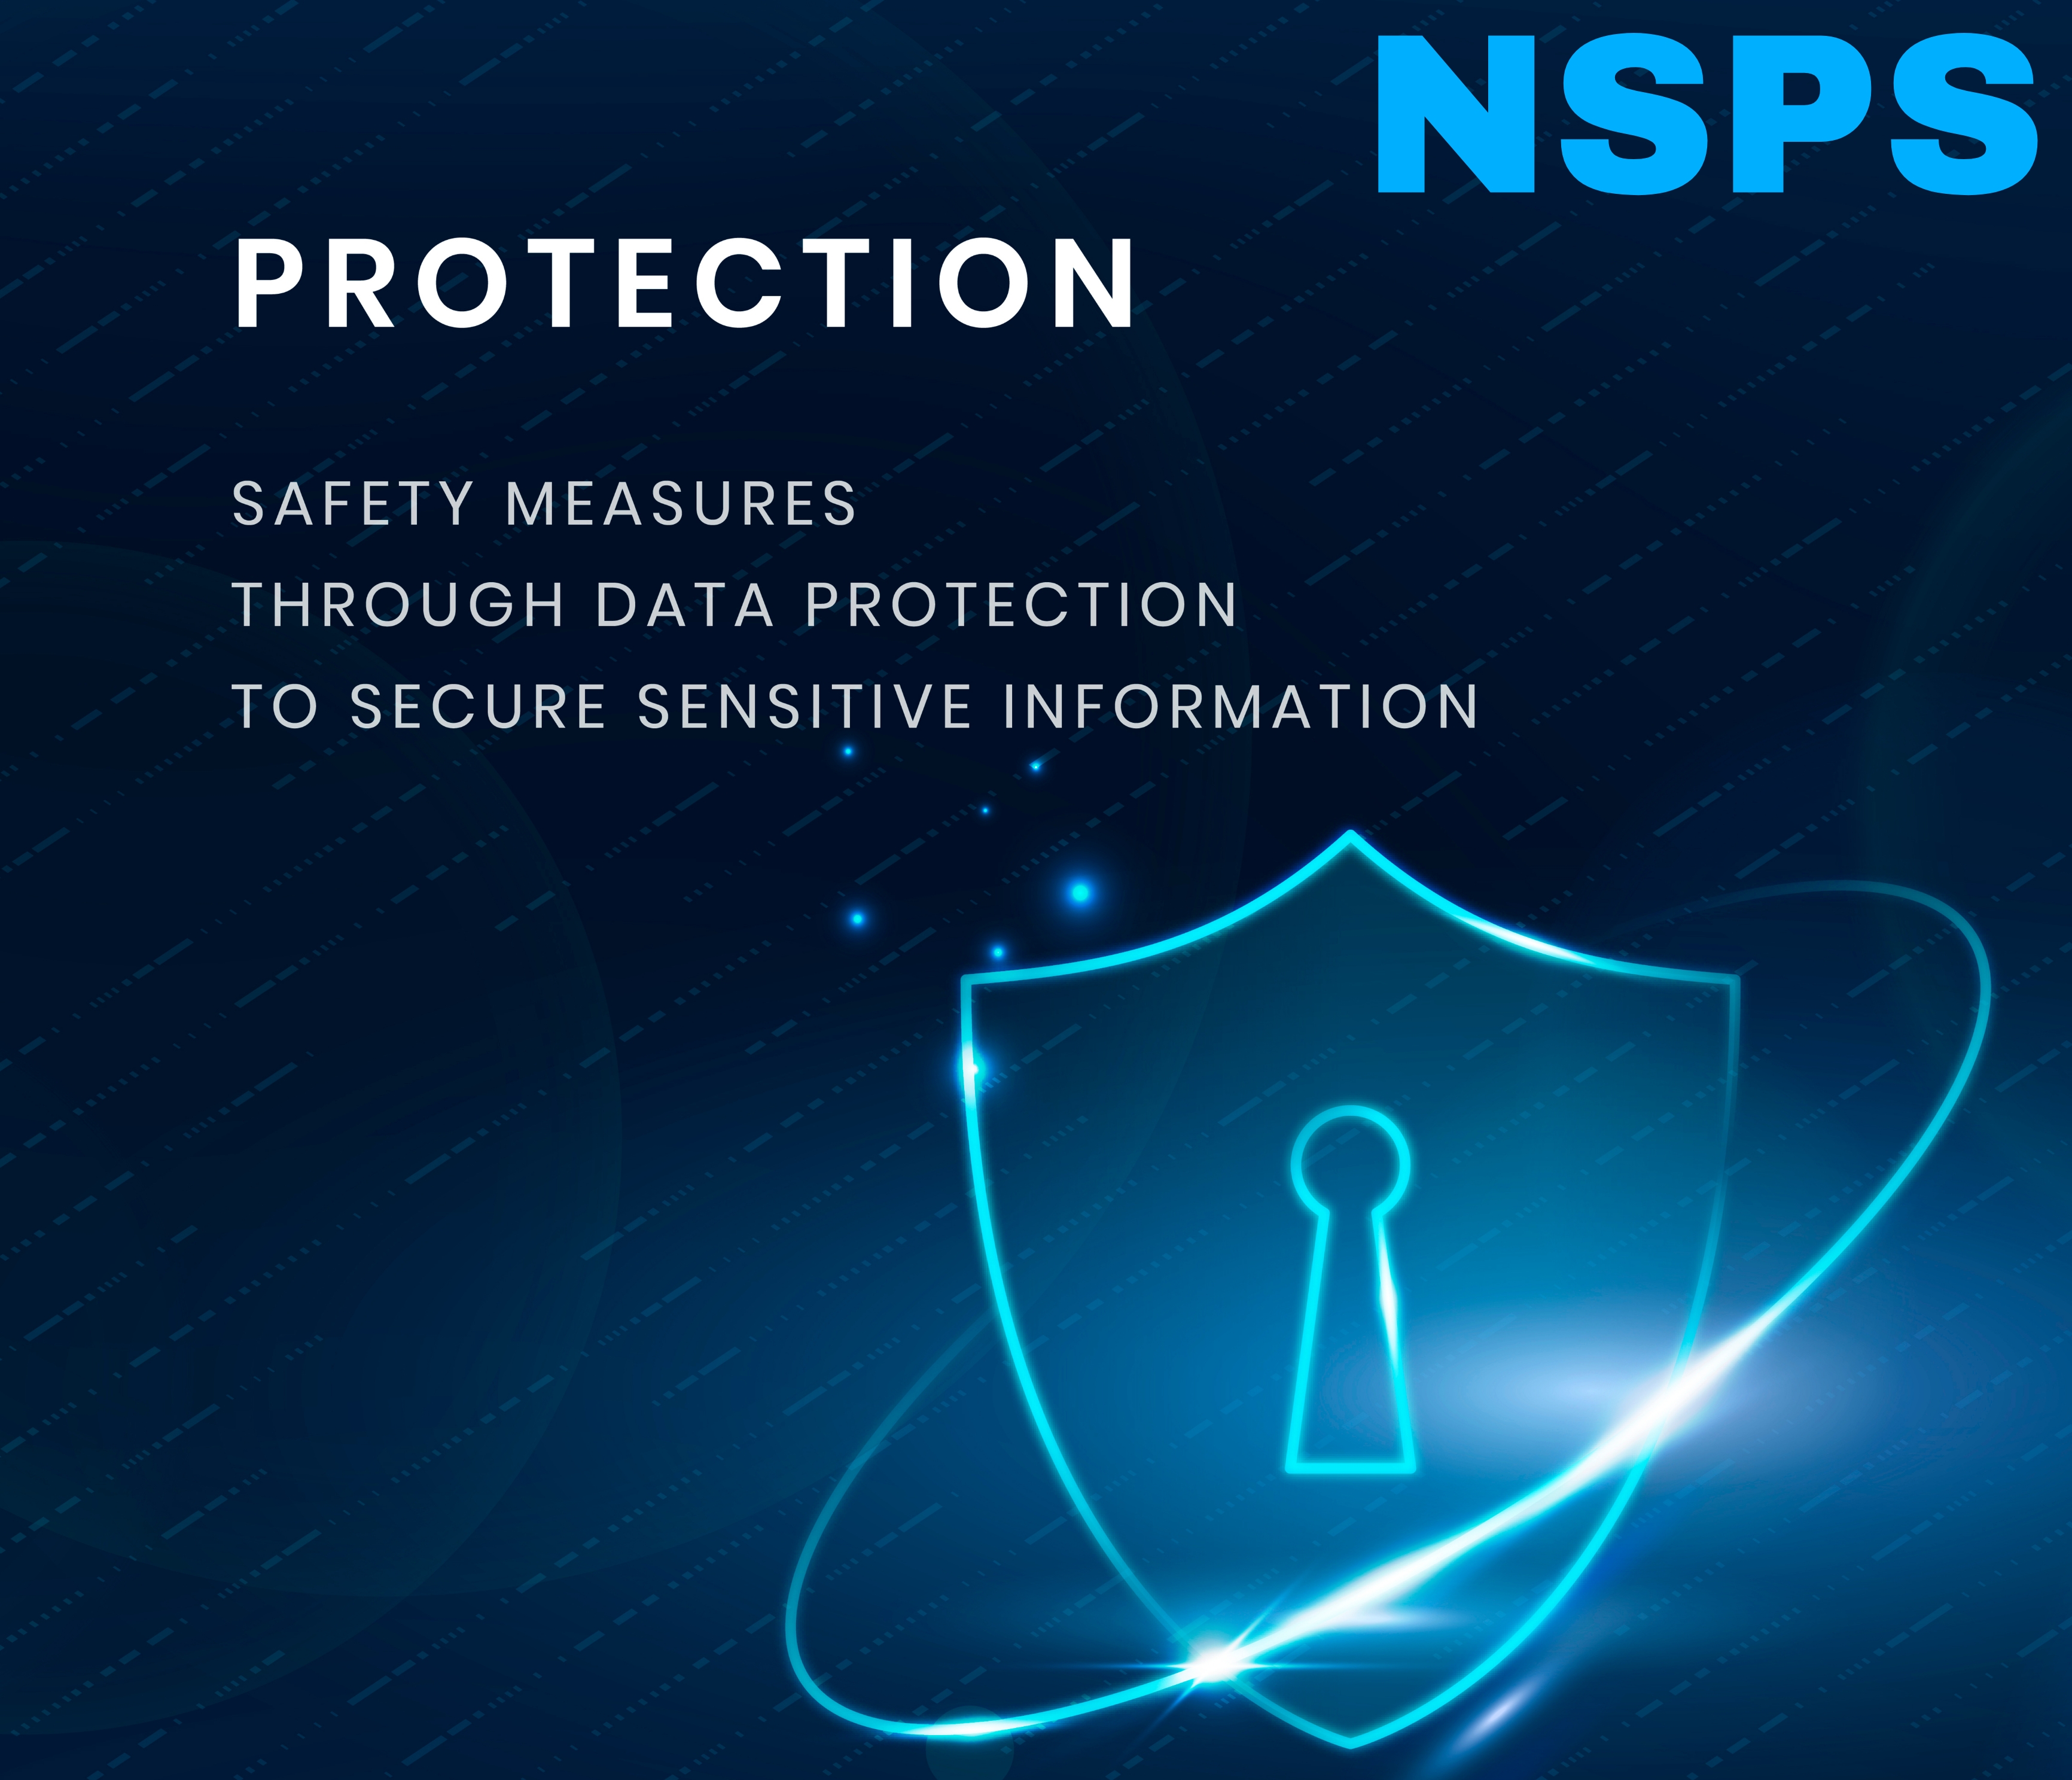 NSPS
PROTECTION
SAFETY MEASURES
THROUGH DATA PROTECTION
TO SECURE SENSITIVE INFORMATION